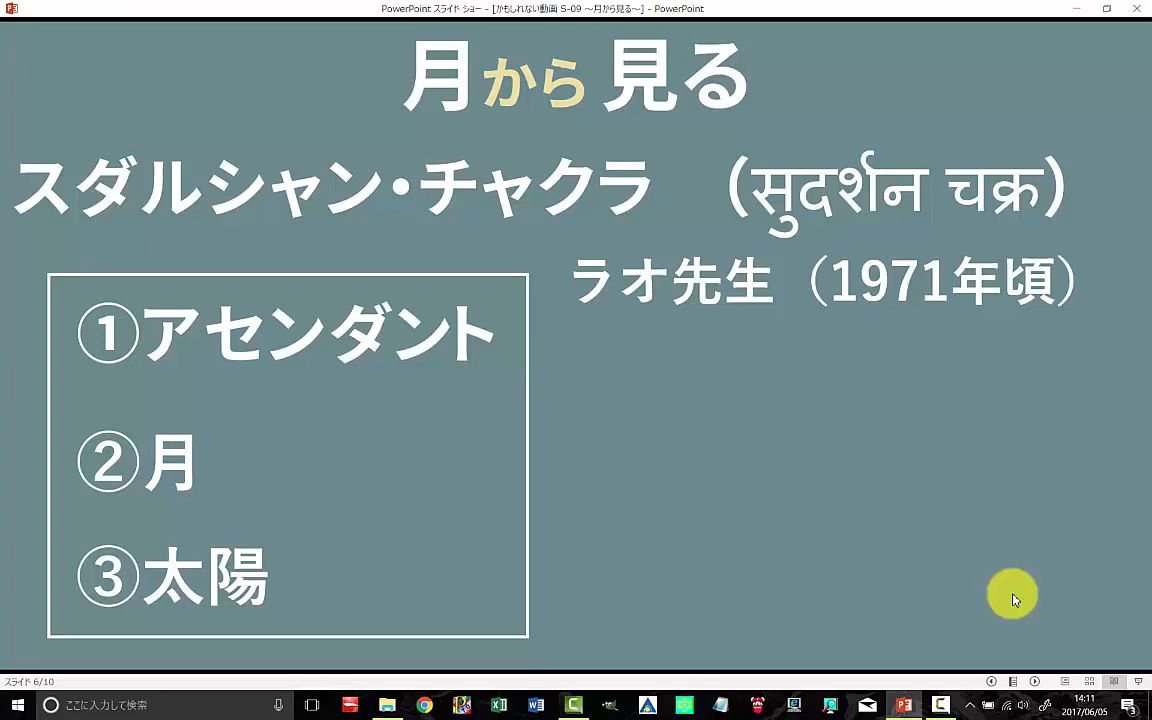 PowerPoint スライド ショー - [かもしれない動画 S-09 ～月から見る～] - PowerPoint
月から見る
スダルシャン・チャクラ (सुदर्शन चक्र)
ラオ先生（1971年頃）
①アセンダント
②月
③太陽
スライド 6/10
ここに入力して検索
14:11
2017/06/05
3